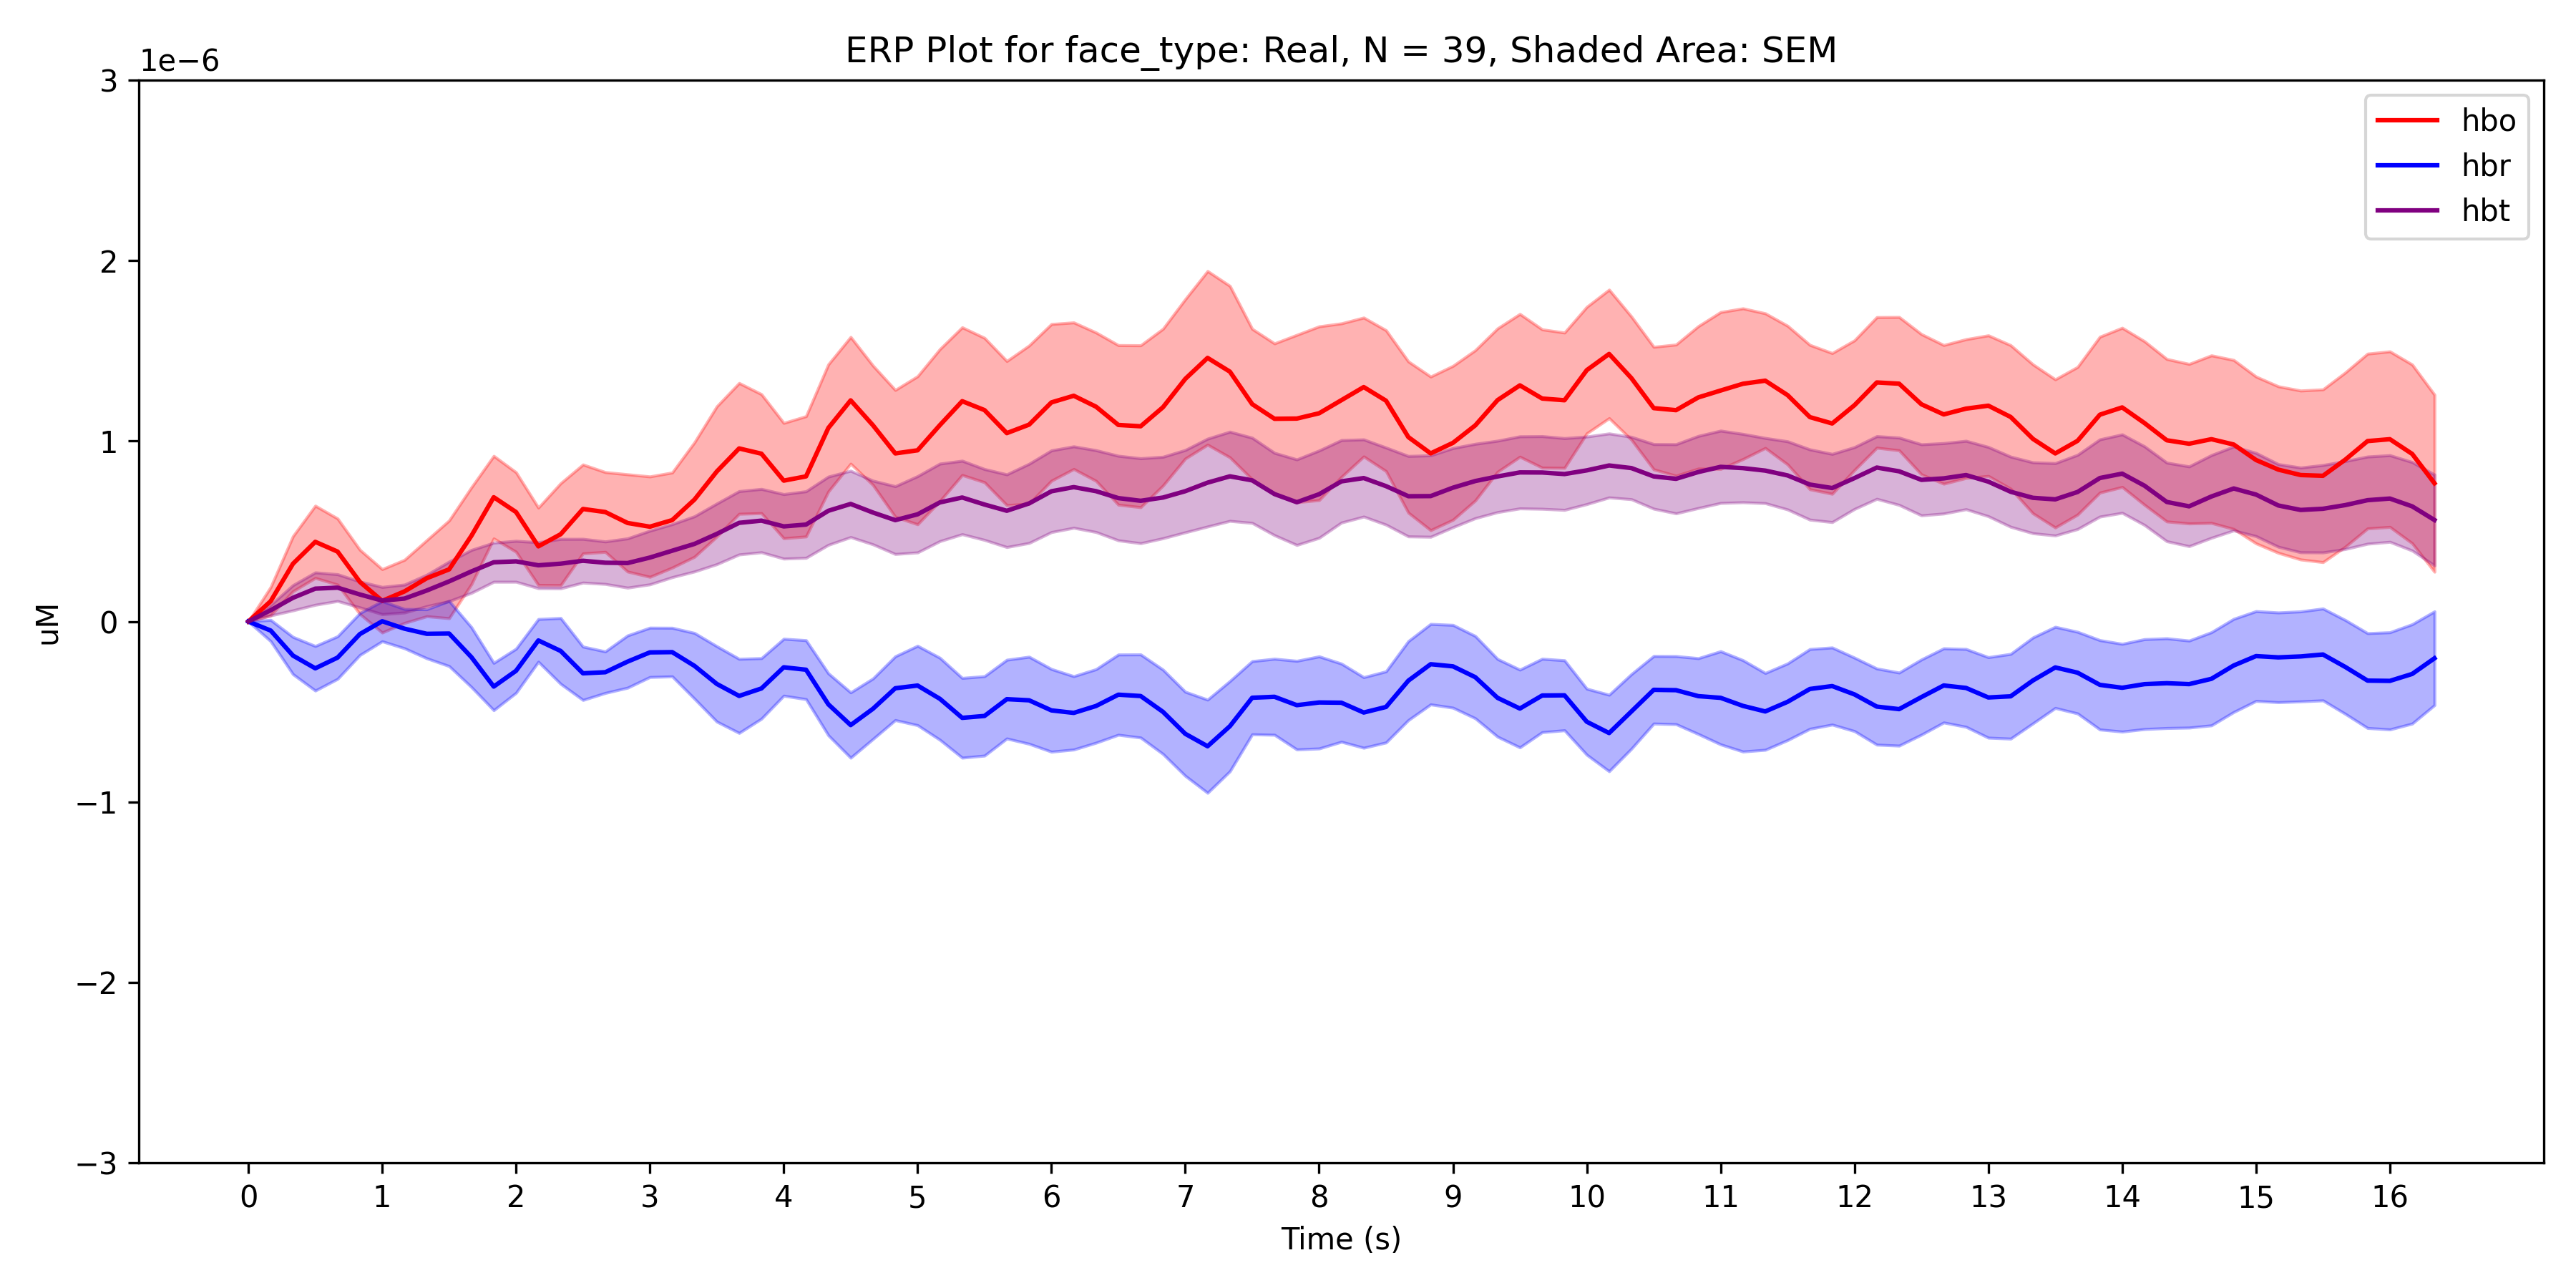 ERP Plot for face_type: Real, N = 39, Shaded Area: SEM
1e−6
3
2
1
0
−1
−2
−3
uM
hbo
hbr
hbt
0 1 2 3 4 5 6 7 8 9 10 11 12 13 14 15 16
Time (s)